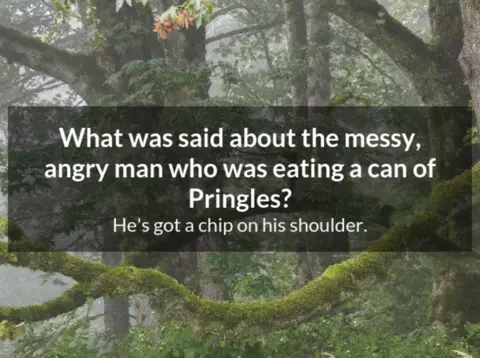 What was said about the messy,
angry man who was eating a can of
Pringles?
He's got a chip on his shoulder.